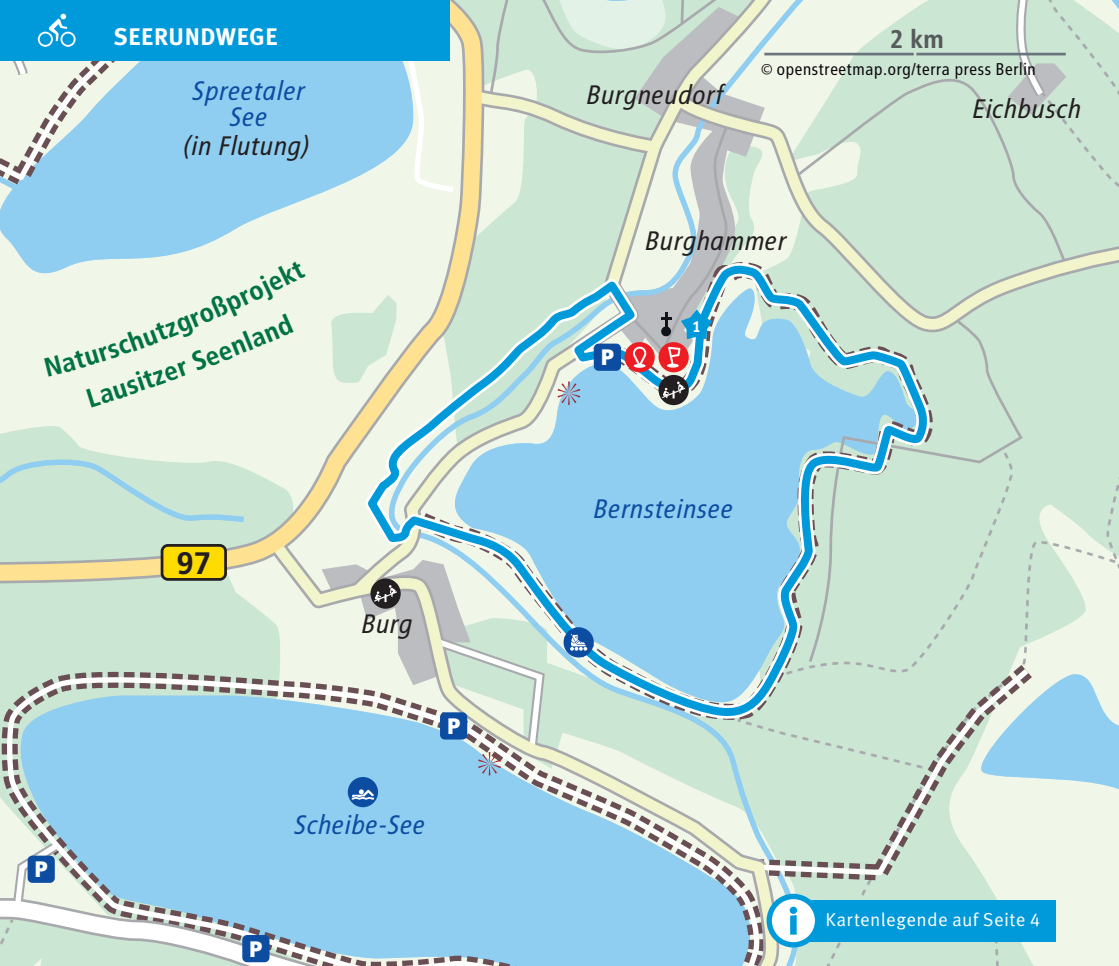 SEERUNDWEGE
2 km
© openstreetmap.org/terra press Berlin
Spreetaler
See
(in Flutung)
Burgneudorf
Eichbusch
Burghammer
Naturschutzgroßprojekt
Lausitzer Seenland
1
P
Bernsteinsee
97
Burg
P
Scheibe-See
P
P
i
Kartenlegende auf Seite 4